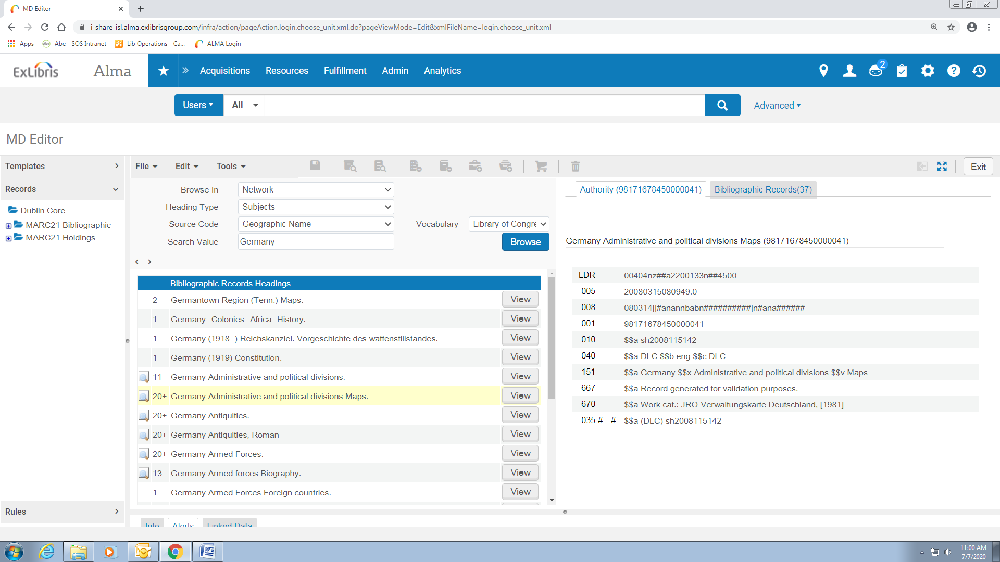 MD Editor
i-share-isl.alma.exlibrisgroup.com/infra/action/pageAction.login.choose_unit.xml.do?pageViewMode=Edit&xmlFileName=login.choose_unit.xml
Apps Abe Abe - SOS Intranet Lib Operations - Ca... ALMA Login
ExLibris Alma Acquisitions Resources Fulfillment Admin Analytics 2
Users All Advanced
MD Editor
Templates File Edit Tools Exit
Records
Dublin Core
MARC21 Bibliographic
MARC21 Holdings
Rules
Browse In Network
Heading Type Subjects
Source Code Geographic Name Vocabulary Library of Congre
Search Value Germany Browse
Bibliographic Records Headings
2 Germantown Region (Tenn.) Maps. View
1 Germany--Colonies--Africa--History. View
1 Germany (1918- ) Reichskanzlei. Vorgeschichte des waffenstillstandes. View
1 Germany (1919) Constitution. View
11 Germany Administrative and political divisions. View
20+ Germany Administrative and political divisions Maps. View
20+ Germany Antiquities. View
20+ Germany Antiquities, Roman View
20+ Germany Armed Forces. View
13 Germany Armed forces Biography. View
1 Germany Armed Forces Foreign countries. View
Info Alerts Linked Data
Authority (98171678450000041) Bibliographic Records(37)
Germany Administrative and political divisions Maps (98171678450000041)
LDR 00404nz##a2200133n##4500
005 20080315080949.0
008 080314||#anannbabn##########|n#ana######
001 98171678450000041
010 $$a sh2008115142
040 $$a DLC $$b eng $$c DLC
151 $$a Germany $$x Administrative and political divisions $$v Maps
667 $$a Record generated for validation purposes.
670 $$a Work cat.: JRO-Verwaltungskarte Deutschland, [1981]
035 # # $$a (DLC) sh2008115142
11:00 AM
7/7/2020